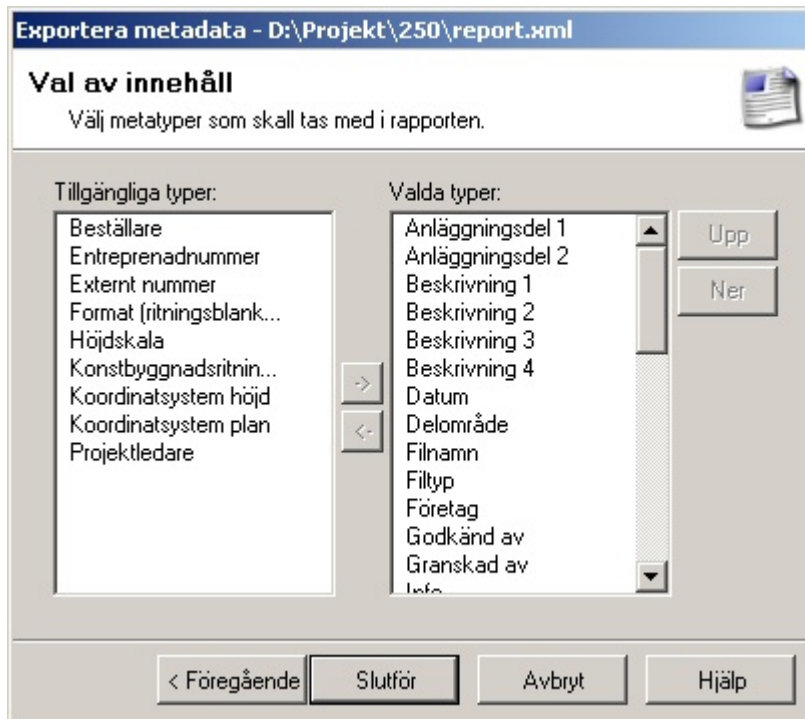 Exportera metadata - D:\Projekt\250\report.xml
Val av innehåll
Välj metatyper som skall tas med i rapporten.
Tillgängliga typer:
Beställare
Entreprenadnummer
Externt nummer
Format (ritningsblank...
Höjdskala
Konstbyggnadsritnin...
Koordinatsystem höjd
Koordinatsystem plan
Projektledare
->
<-
Valda typer:
Anläggningsdel 1
Anläggningsdel 2
Beskrivning 1
Beskrivning 2
Beskrivning 3
Beskrivning 4
Datum
Delområde
Filnamn
Filtyp
Företag
Godkänd av
Granskad av
Info
Upp
Ner
< Föregående
Slutför
Avbryt
Hjälp